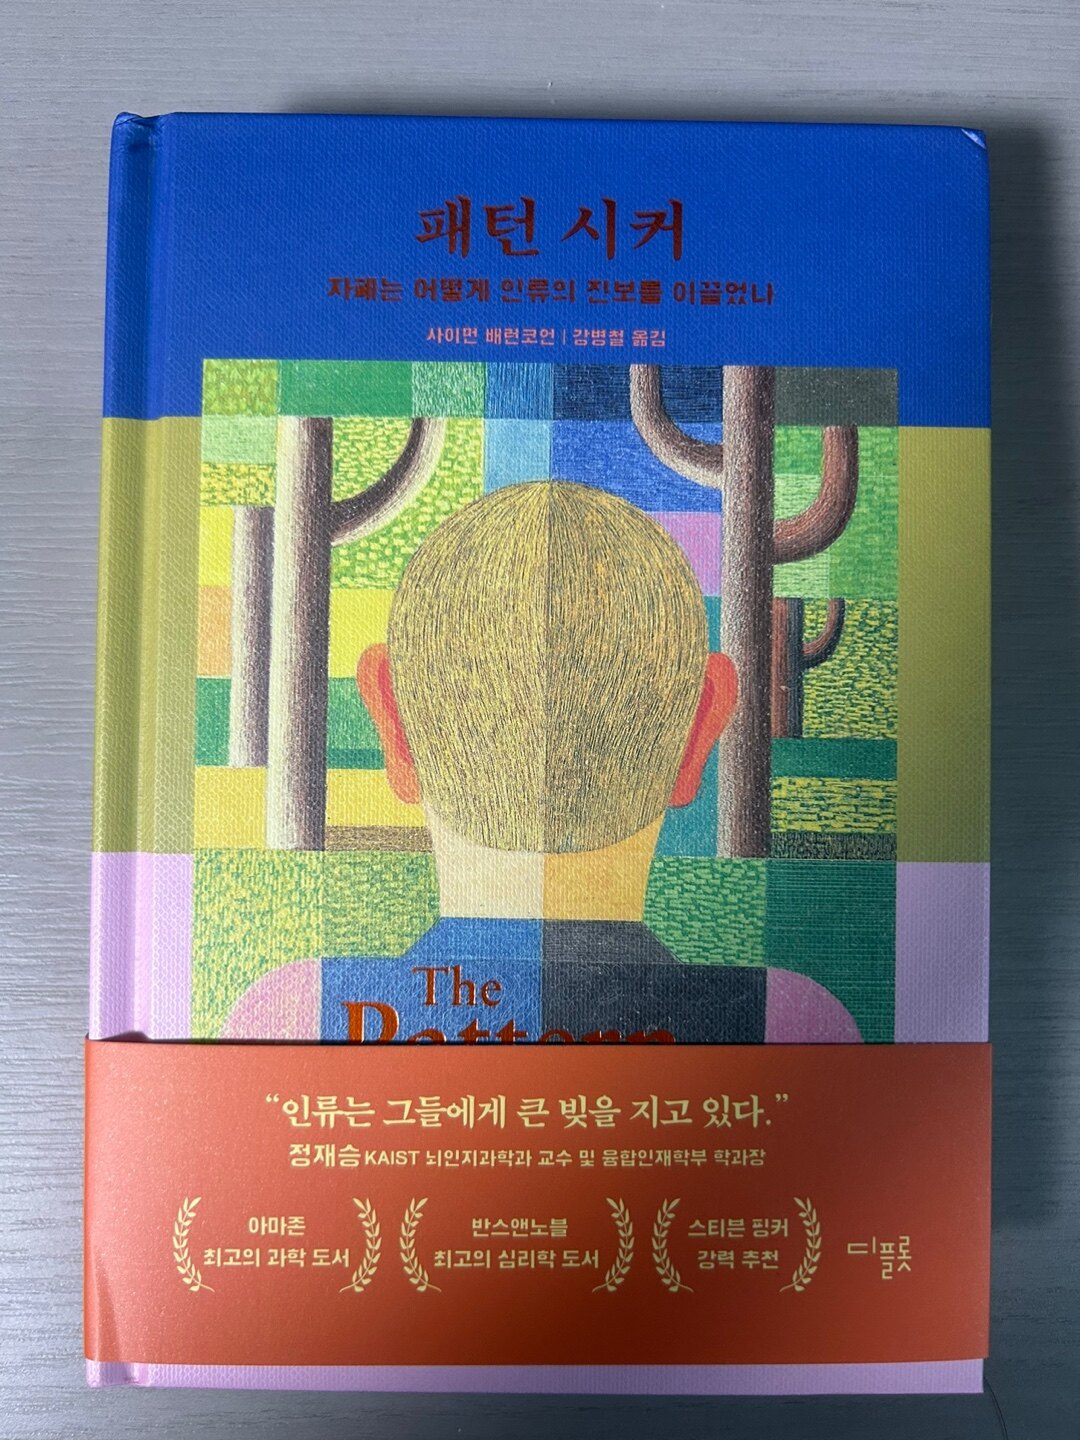 패턴 시커
자폐는 어떻게 인류의 진보를 이끌었나
사이먼 배런코언 | 강병철 옮김
The
Pattern
“인류는 그들에게 큰 빚을 지고 있다.”
정재승 KAIST 뇌인지과학과 교수 및 융합인재학부 학과장
아마존
최고의 과학 도서
반스앤노블
최고의 심리학 도서
스티븐 핑커
강력 추천
디플롯